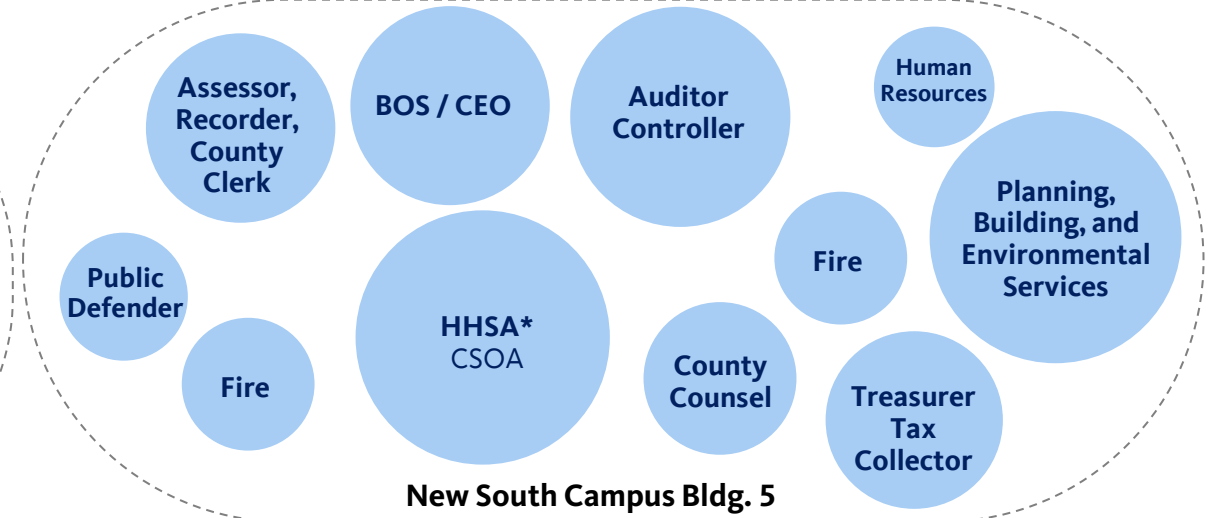 Assessor,
Recorder,
County
Clerk
BOS / CEO
Auditor
Controller
Human
Resources
Planning,
Building, and
Environmental
Services
Public
Defender
Fire
HHSA*
CSOA
Fire
County
Counsel
Treasurer
Tax
Collector
New South Campus Bldg. 5